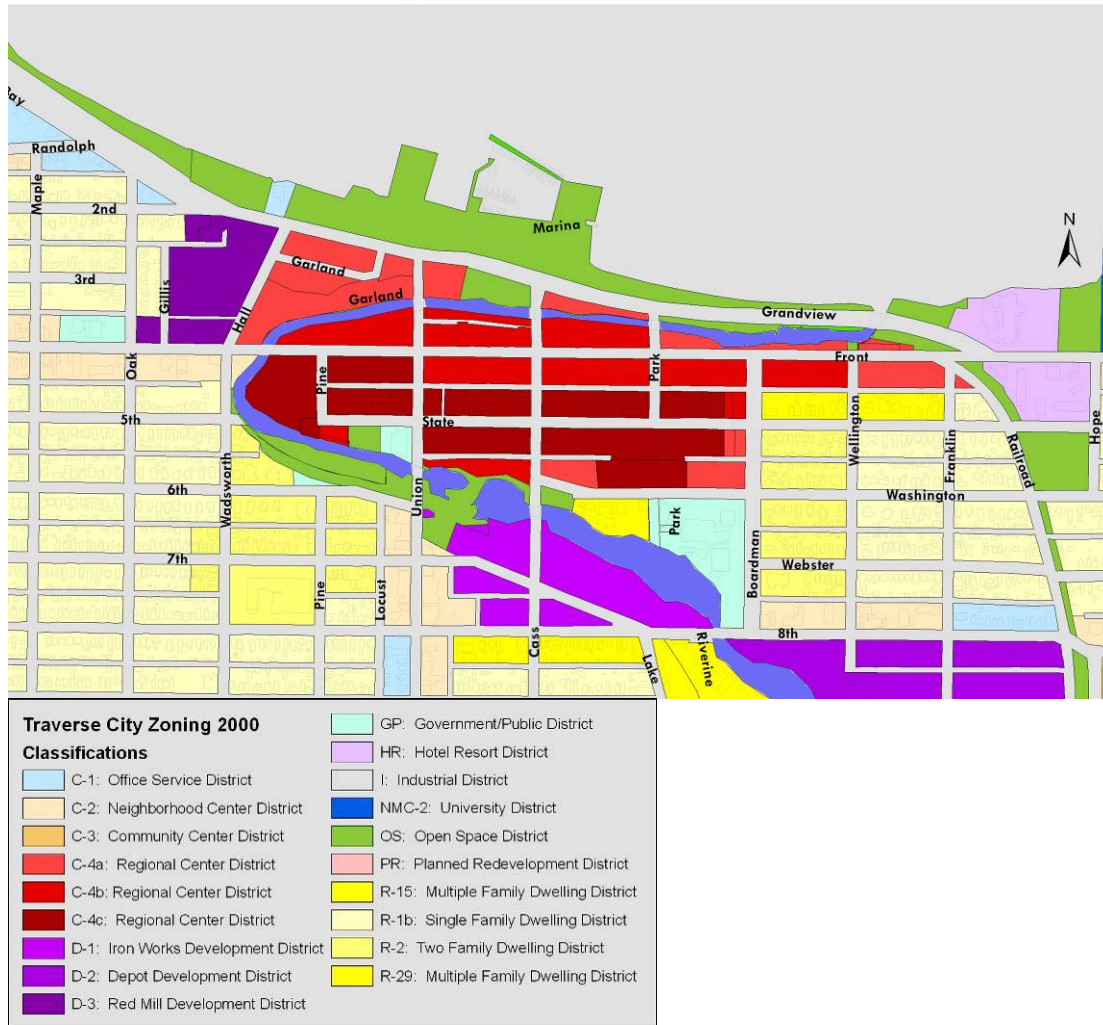 Bay
Randolph
Maple
2nd
Marina
N
3rd
Gillis
Garland
Garland
Hall
Grandview
Oak
Pine
Park
Front
5th
State
Wellington
Franklin
Railroad
Hope
Wadsworth
6th
Union
Washington
Park
7th
Pine
Locust
Boardman
Webster
Cass
8th
Lake
Riverine
Traverse City Zoning 2000
Classifications
C-1: Office Service District
C-2: Neighborhood Center District
C-3: Community Center District
C-4a: Regional Center District
C-4b: Regional Center District
C-4c: Regional Center District
D-1: Iron Works Development District
D-2: Depot Development District
D-3: Red Mill Development District
GP: Government/Public District
HR: Hotel Resort District
I: Industrial District
NMC-2: University District
OS: Open Space District
PR: Planned Redevelopment District
R-15: Multiple Family Dwelling District
R-1b: Single Family Dwelling District
R-2: Two Family Dwelling District
R-29: Multiple Family Dwelling District